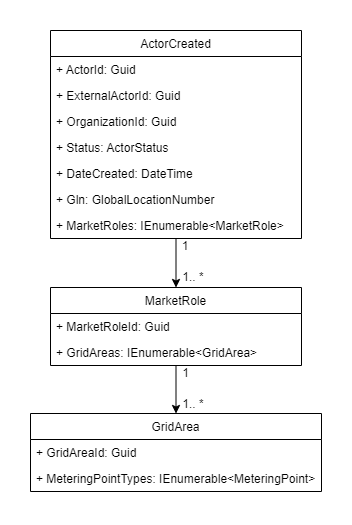 ActorCreated
+ ActorId: Guid
+ ExternalActorId: Guid
+ OrganizationId: Guid
+ Status: ActorStatus
+ DateCreated: DateTime
+ Gln: GlobalLocationNumber
+ MarketRoles: IEnumerable<MarketRole>
1
1.. *
MarketRole
+ MarketRoleId: Guid
+ GridAreas: IEnumerable<GridArea>
1
1.. *
GridArea
+ GridAreaId: Guid
+ MeteringPointTypes: IEnumerable<MeteringPoint>